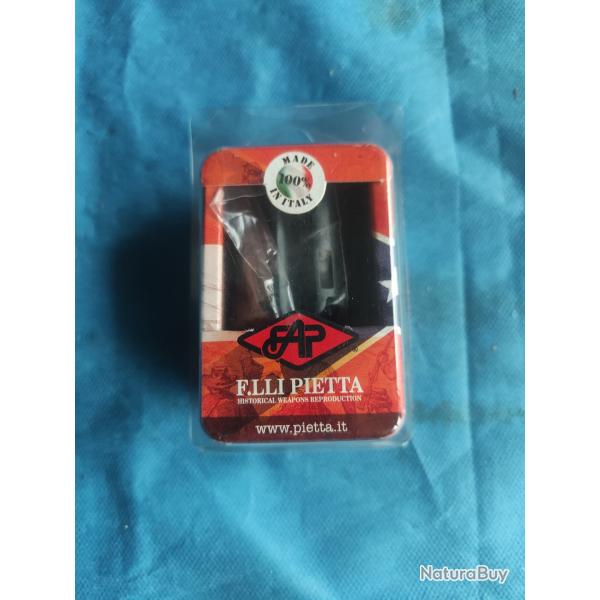 MADE
100%
IN ITALY
FAP
®
F.LLI PIETTA
HISTORICAL WEAPONS REPRODUCTION
www.pietta.it
NaturaBuy